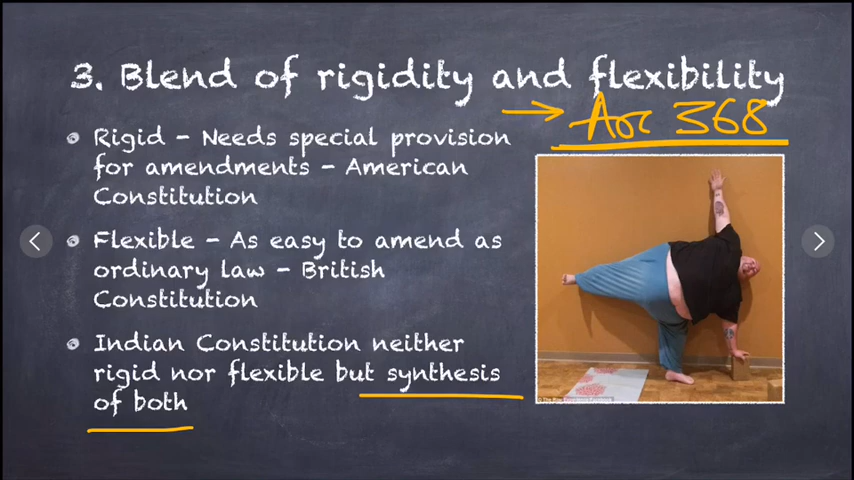 3. Blend of rigidity and flexibility
→ Arc 368
Rigid – Needs special provision
for amendments – American
Constitution
Flexible – As easy to amend as
ordinary law – British
Constitution
Indian Constitution neither
rigid nor flexible but synthesis
of both